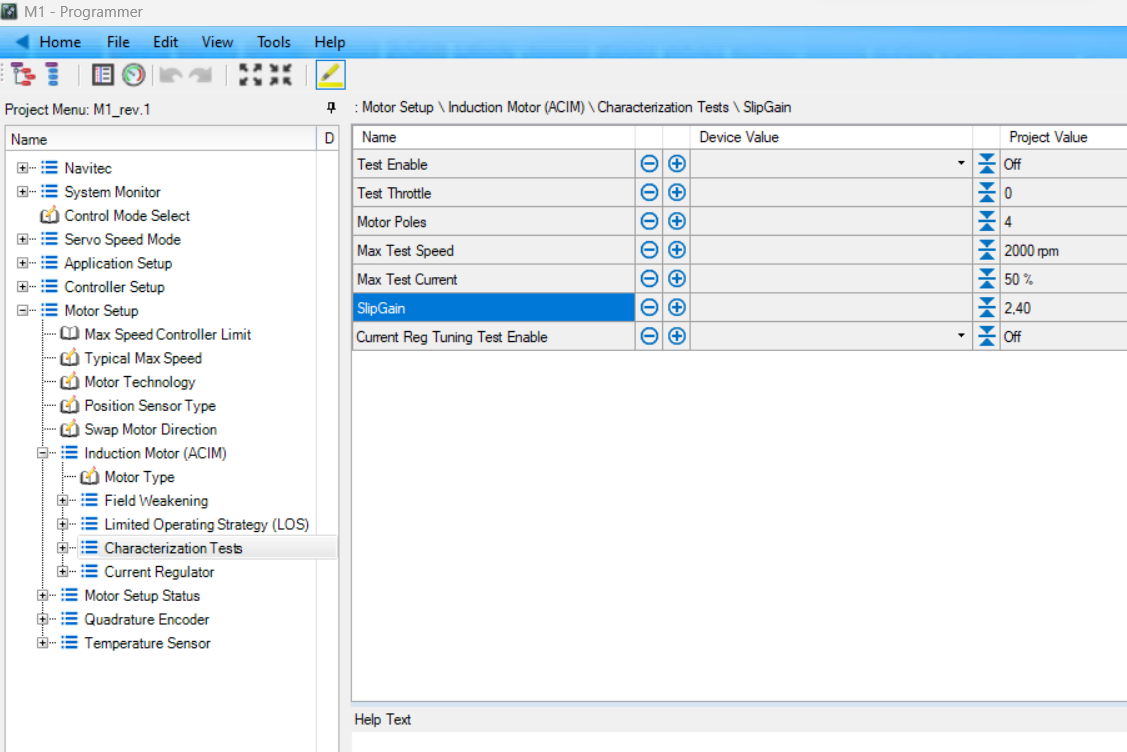 M1 - Programmer
Home File Edit View Tools Help
Project Menu: M1_rev.1
Name D
Navitec
System Monitor
Control Mode Select
Servo Speed Mode
Application Setup
Controller Setup
Motor Setup
Max Speed Controller Limit
Typical Max Speed
Motor Technology
Position Sensor Type
Swap Motor Direction
Induction Motor (ACIM)
Motor Type
Field Weakening
Limited Operating Strategy (LOS)
Characterization Tests
Current Regulator
Motor Setup Status
Quadrature Encoder
Temperature Sensor
: Motor Setup \ Induction Motor (ACIM) \ Characterization Tests \ SlipGain
Name Device Value Project Value
Test Enable Off
Test Throttle 0
Motor Poles 4
Max Test Speed 2000 rpm
Max Test Current 50 %
SlipGain 2,40
Current Reg Tuning Test Enable Off
Help Text